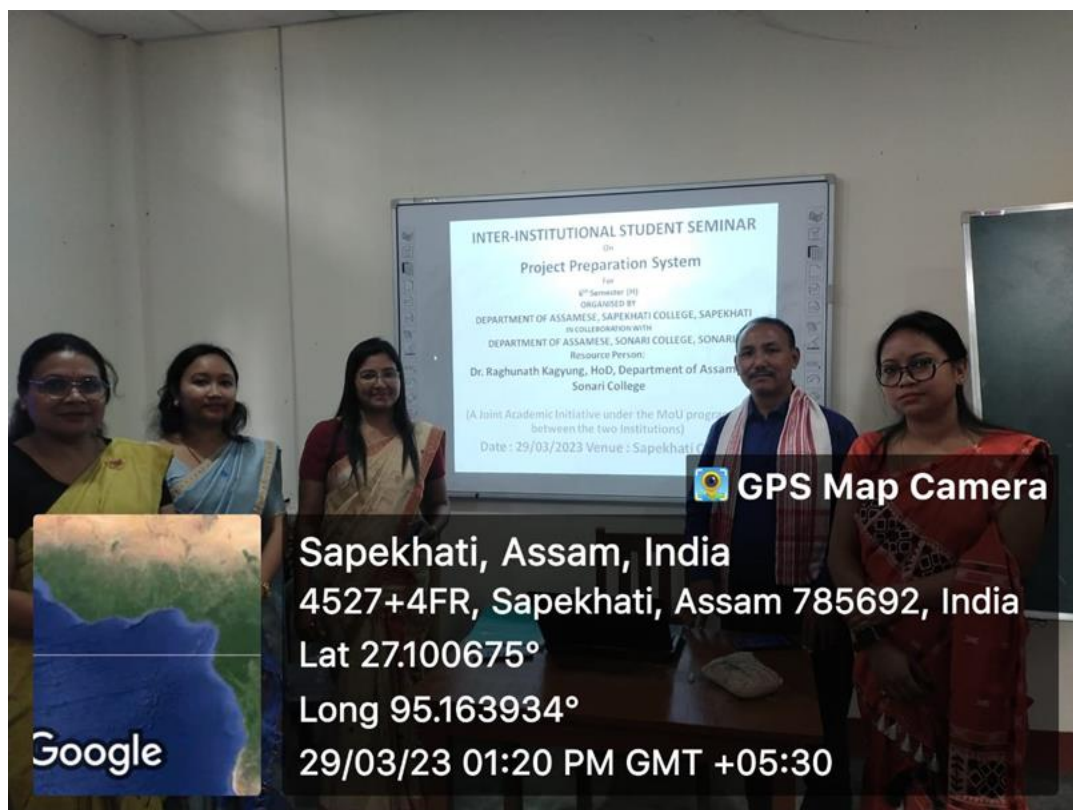 INTER-INSTITUTIONAL STUDENT SEMINAR
On
Project Preparation System
For
6th Semester (H)
ORGANISED BY
DEPARTMENT OF ASSAMESE, SAPEKHATI COLLEGE, SAPEKHATI
IN COLLEBORATION WITH
DEPARTMENT OF ASSAMESE, SONARI COLLEGE, SONARI
Resource Person:
Dr. Raghunath Kagyung, HoD, Department of Assam
Sonari College
(A Joint Academic Initiative under the MoU
between the two Institutions)
Date : 29/03/2023 Venue : Sapekhati
GPS Map Camera
Sapekhati, Assam, India
4527+4FR, Sapekhati, Assam 785692, India
Lat 27.100675°
Long 95.163934°
29/03/23 01:20 PM GMT +05:30
Google